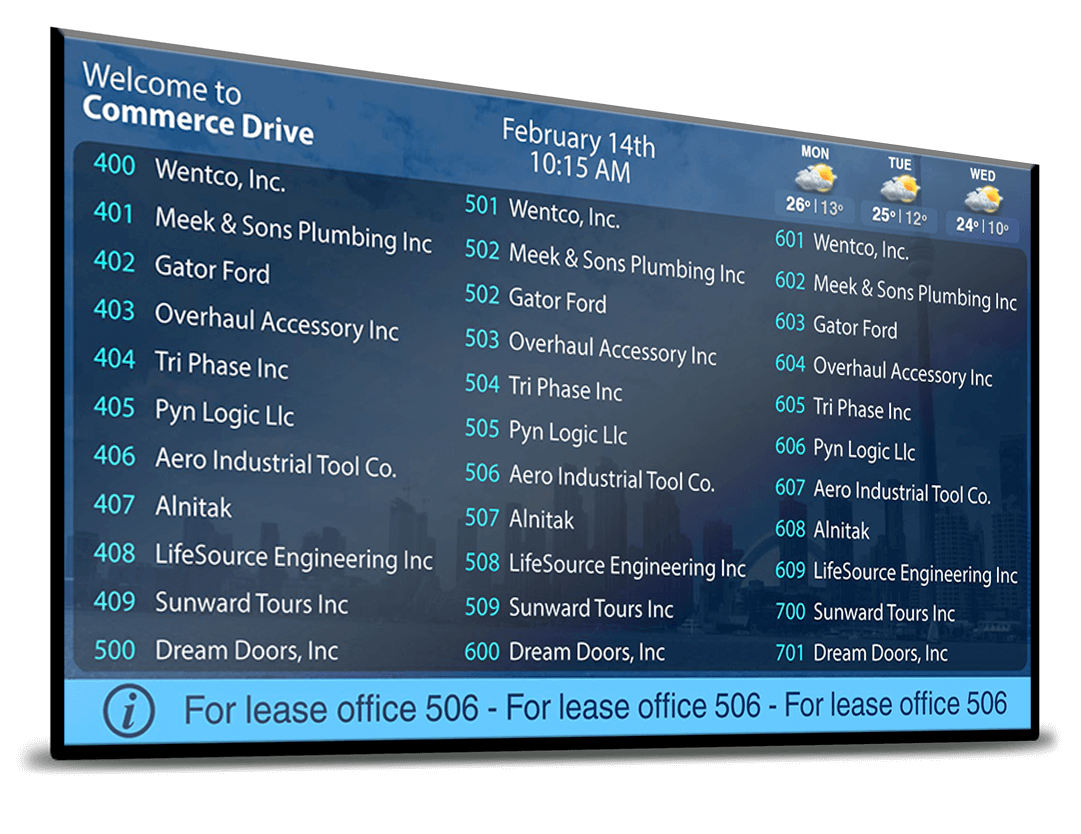 Welcome to
Commerce Drive
February 14th
10:15 AM
MON
26° | 13°
TUE
25° | 12°
WED
24° | 10°
400 Wentco, Inc.
401 Meek & Sons Plumbing Inc
402 Gator Ford
403 Overhaul Accessory Inc
404 Tri Phase Inc
405 Pyn Logic Llc
406 Aero Industrial Tool Co.
407 Alnitak
408 LifeSource Engineering Inc
409 Sunward Tours Inc
500 Dream Doors, Inc
501 Wentco, Inc.
502 Meek & Sons Plumbing Inc
502 Gator Ford
503 Overhaul Accessory Inc
504 Tri Phase Inc
505 Pyn Logic Llc
506 Aero Industrial Tool Co.
507 Alnitak
508 LifeSource Engineering Inc
509 Sunward Tours Inc
600 Dream Doors, Inc
601 Wentco, Inc.
602 Meek & Sons Plumbing Inc
603 Gator Ford
604 Overhaul Accessory Inc
605 Tri Phase Inc
606 Pyn Logic Llc
607 Aero Industrial Tool Co.
608 Alnitak
609 LifeSource Engineering Inc
700 Sunward Tours Inc
701 Dream Doors, Inc
i For lease office 506 - For lease office 506 - For lease office 506